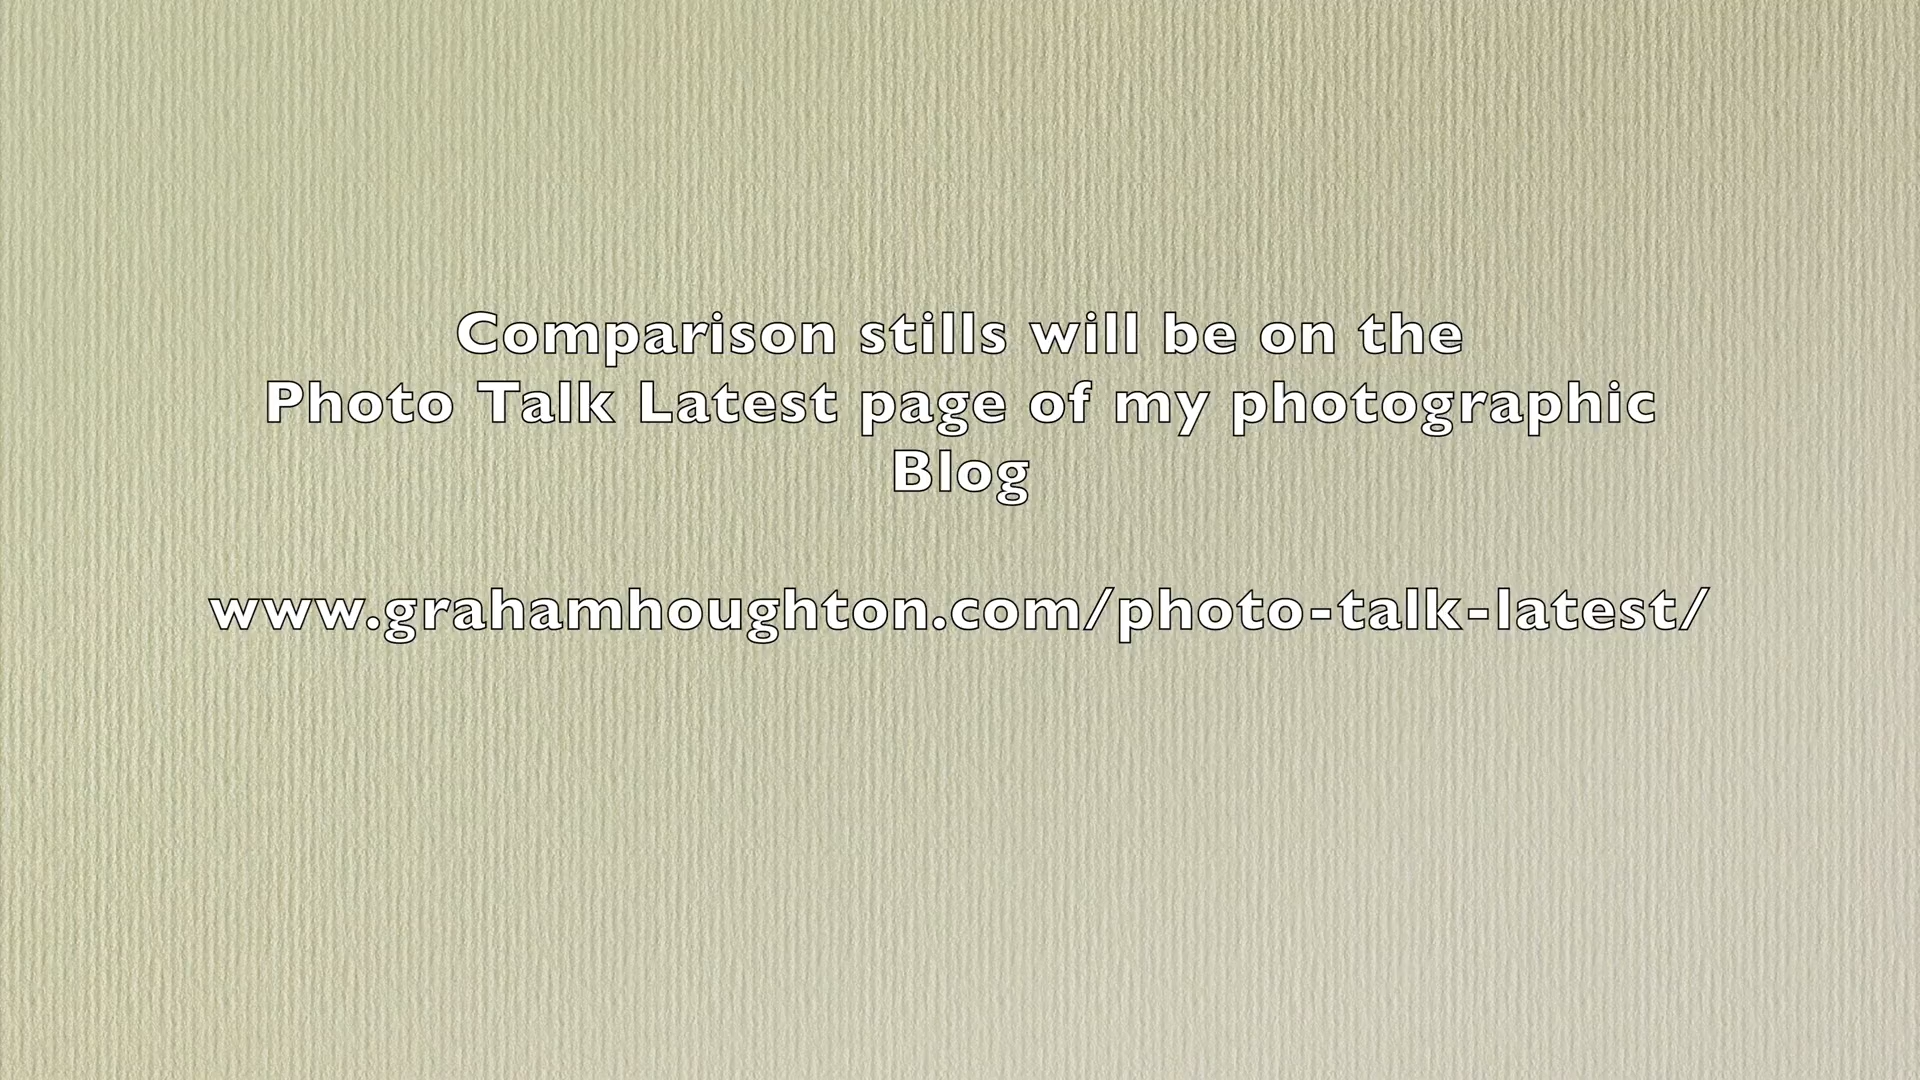 Comparison stills will be on the
Photo Talk Latest page of my photographic
Blog
www.grahamhoughton.com/photo-talk-latest/